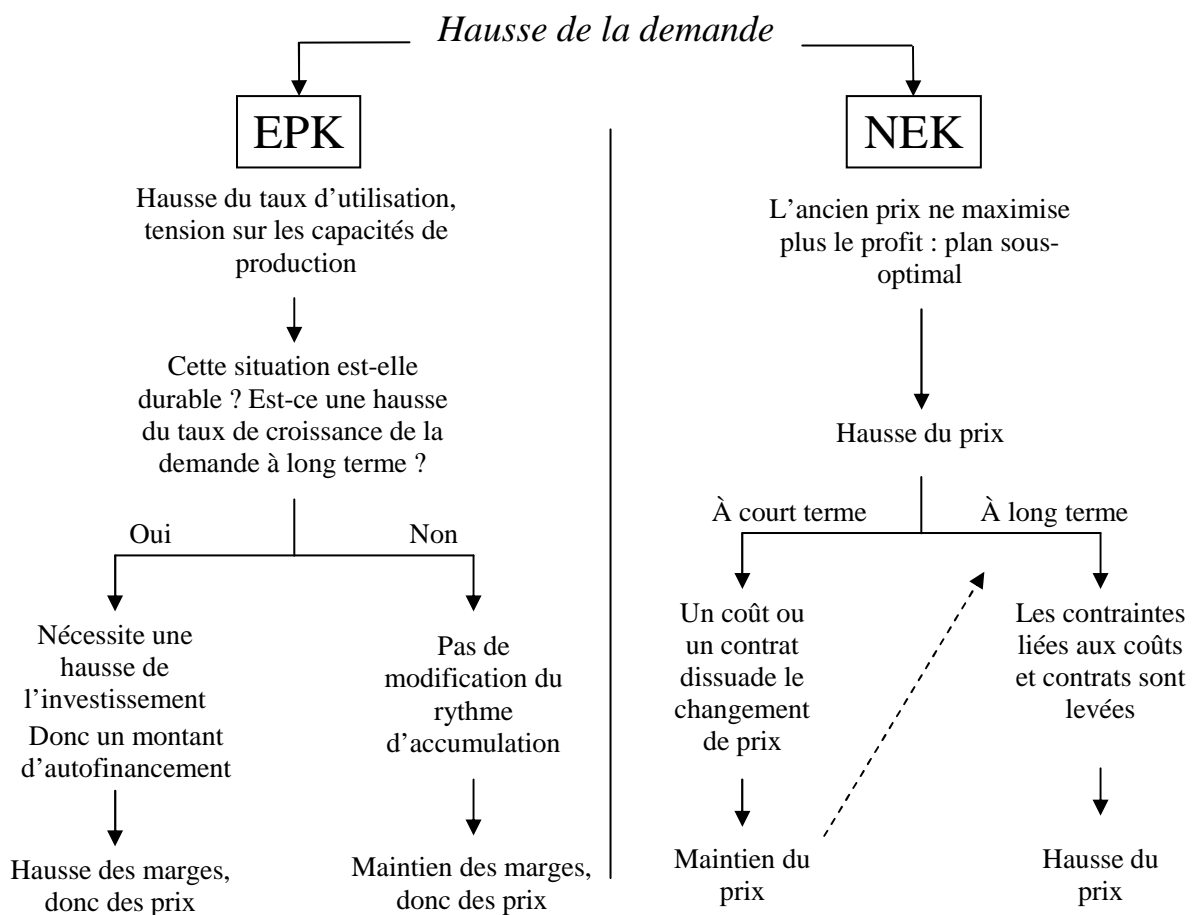 Hausse de la demande
EPK
Hausse du taux d’utilisation,
tension sur les capacités de
production
Cette situation est-elle
durable ? Est-ce une hausse
du taux de croissance de la
demande à long terme ?
Oui
Non
Nécessite une
hausse de
l’investissement
Donc un montant
d’autofinancement
Hausse des marges,
donc des prix
Pas de
modification du
rythme
d’accumulation
Maintien des marges,
donc des prix
NEK
L’ancien prix ne maximise
plus le profit : plan sous-
optimal
Hausse du prix
À court terme
À long terme
Un coût ou
un contrat
dissuade le
changement
de prix
Maintien du
prix
Les contraintes
liées aux coûts
et contrats sont
levées
Hausse du
prix